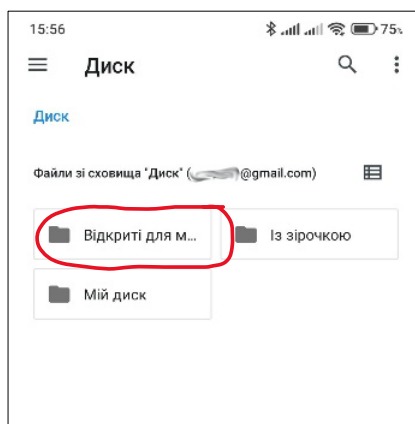 15:56 75%
Диск
Диск
Файли зі сховища "Диск" ( @gmail.com)
Відкриті для м... Із зірочкою
Мій диск